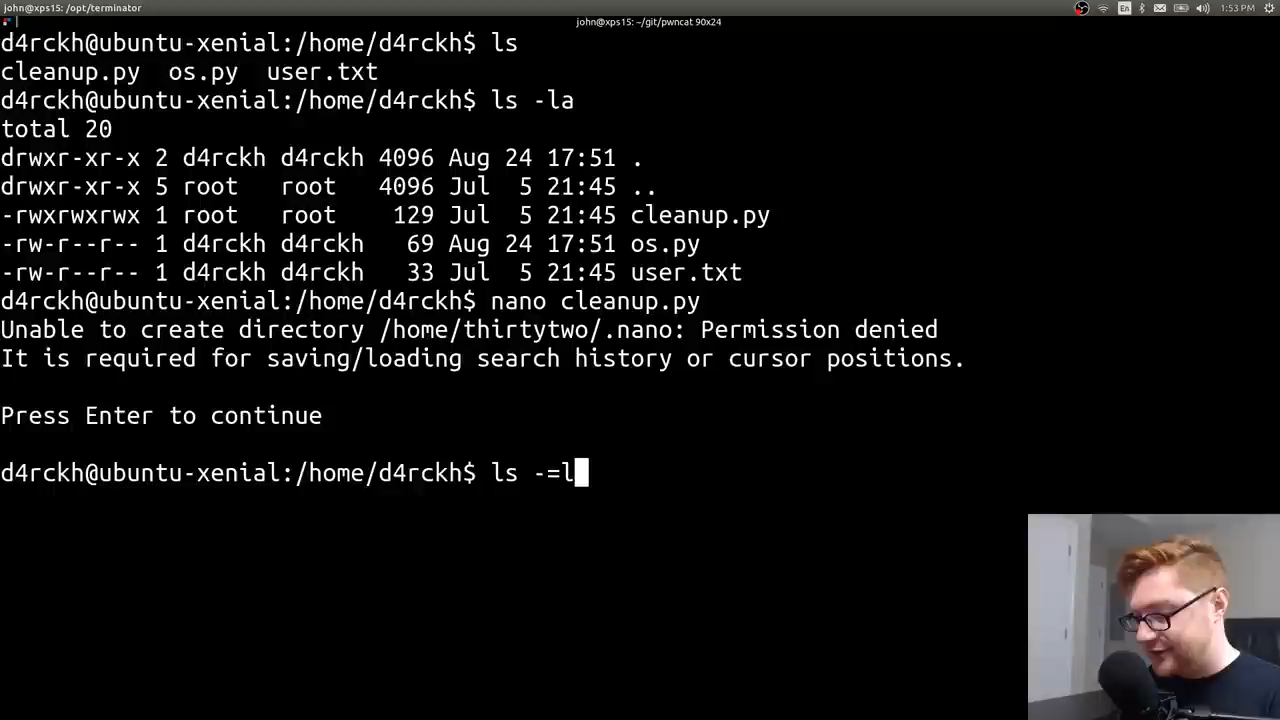 john@xps15: /opt/terminator
En
1:53 PM
john@xps15: ~/git/pwncat 90x24
d4rckh@ubuntu-xenial:/home/d4rckh$ ls
cleanup.py  os.py  user.txt
d4rckh@ubuntu-xenial:/home/d4rckh$ ls -la
total 20
drwxr-xr-x 2 d4rckh d4rckh 4096 Aug 24 17:51 .
drwxr-xr-x 5 root   root   4096 Jul  5 21:45 ..
-rwxrwxrwx 1 root   root    129 Jul  5 21:45 cleanup.py
-rw-r--r-- 1 d4rckh d4rckh   69 Aug 24 17:51 os.py
-rw-r--r-- 1 d4rckh d4rckh   33 Jul  5 21:45 user.txt
d4rckh@ubuntu-xenial:/home/d4rckh$ nano cleanup.py
Unable to create directory /home/thirtytwo/.nano: Permission denied
It is required for saving/loading search history or cursor positions.
Press Enter to continue
d4rckh@ubuntu-xenial:/home/d4rckh$ ls -=l